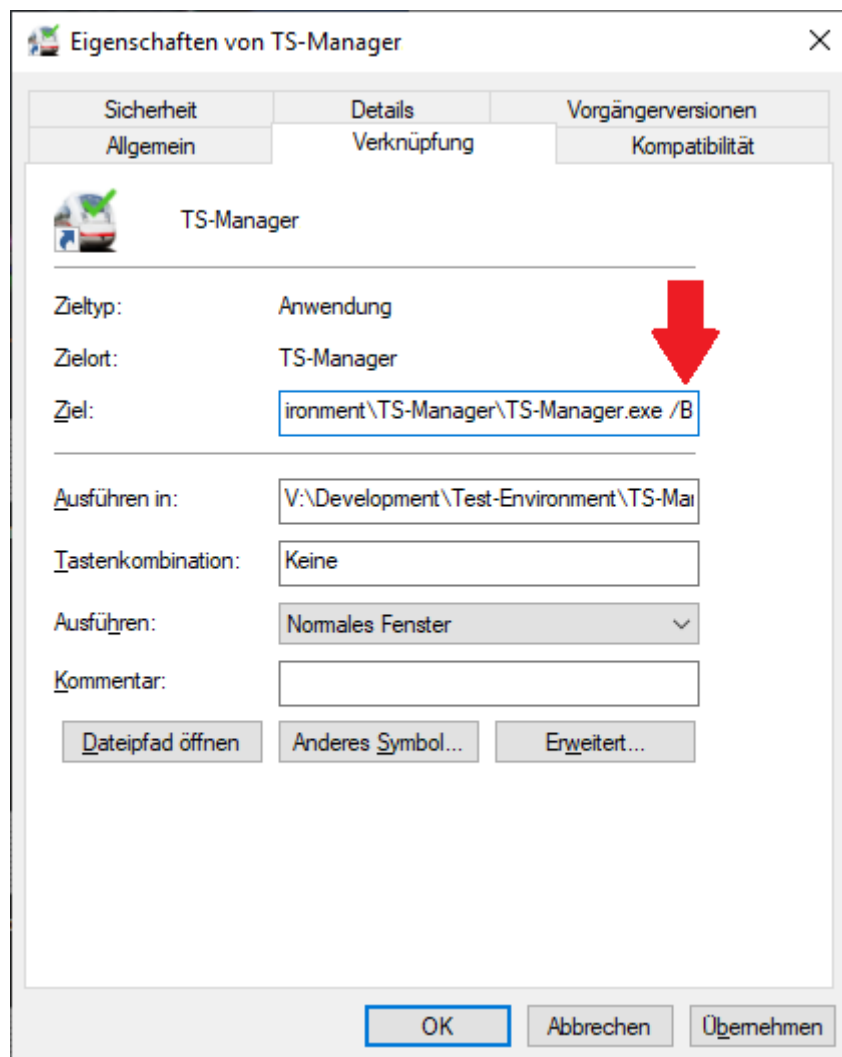 Eigenschaften von TS-Manager
Sicherheit Details Vorgängerversionen
Allgemein Verknüpfung Kompatibilität
TS-Manager
Zieltyp: Anwendung
Zielort: TS-Manager
Ziel: ironment\TS-Manager\TS-Manager.exe /B
Ausführen in: V:\Development\Test-Environment\TS-Mar
Tastenkombination: Keine
Ausführen: Normales Fenster
Kommentar:
Dateipfad öffnen Anderes Symbol... Erweitert...
OK Abbrechen Übernehmen